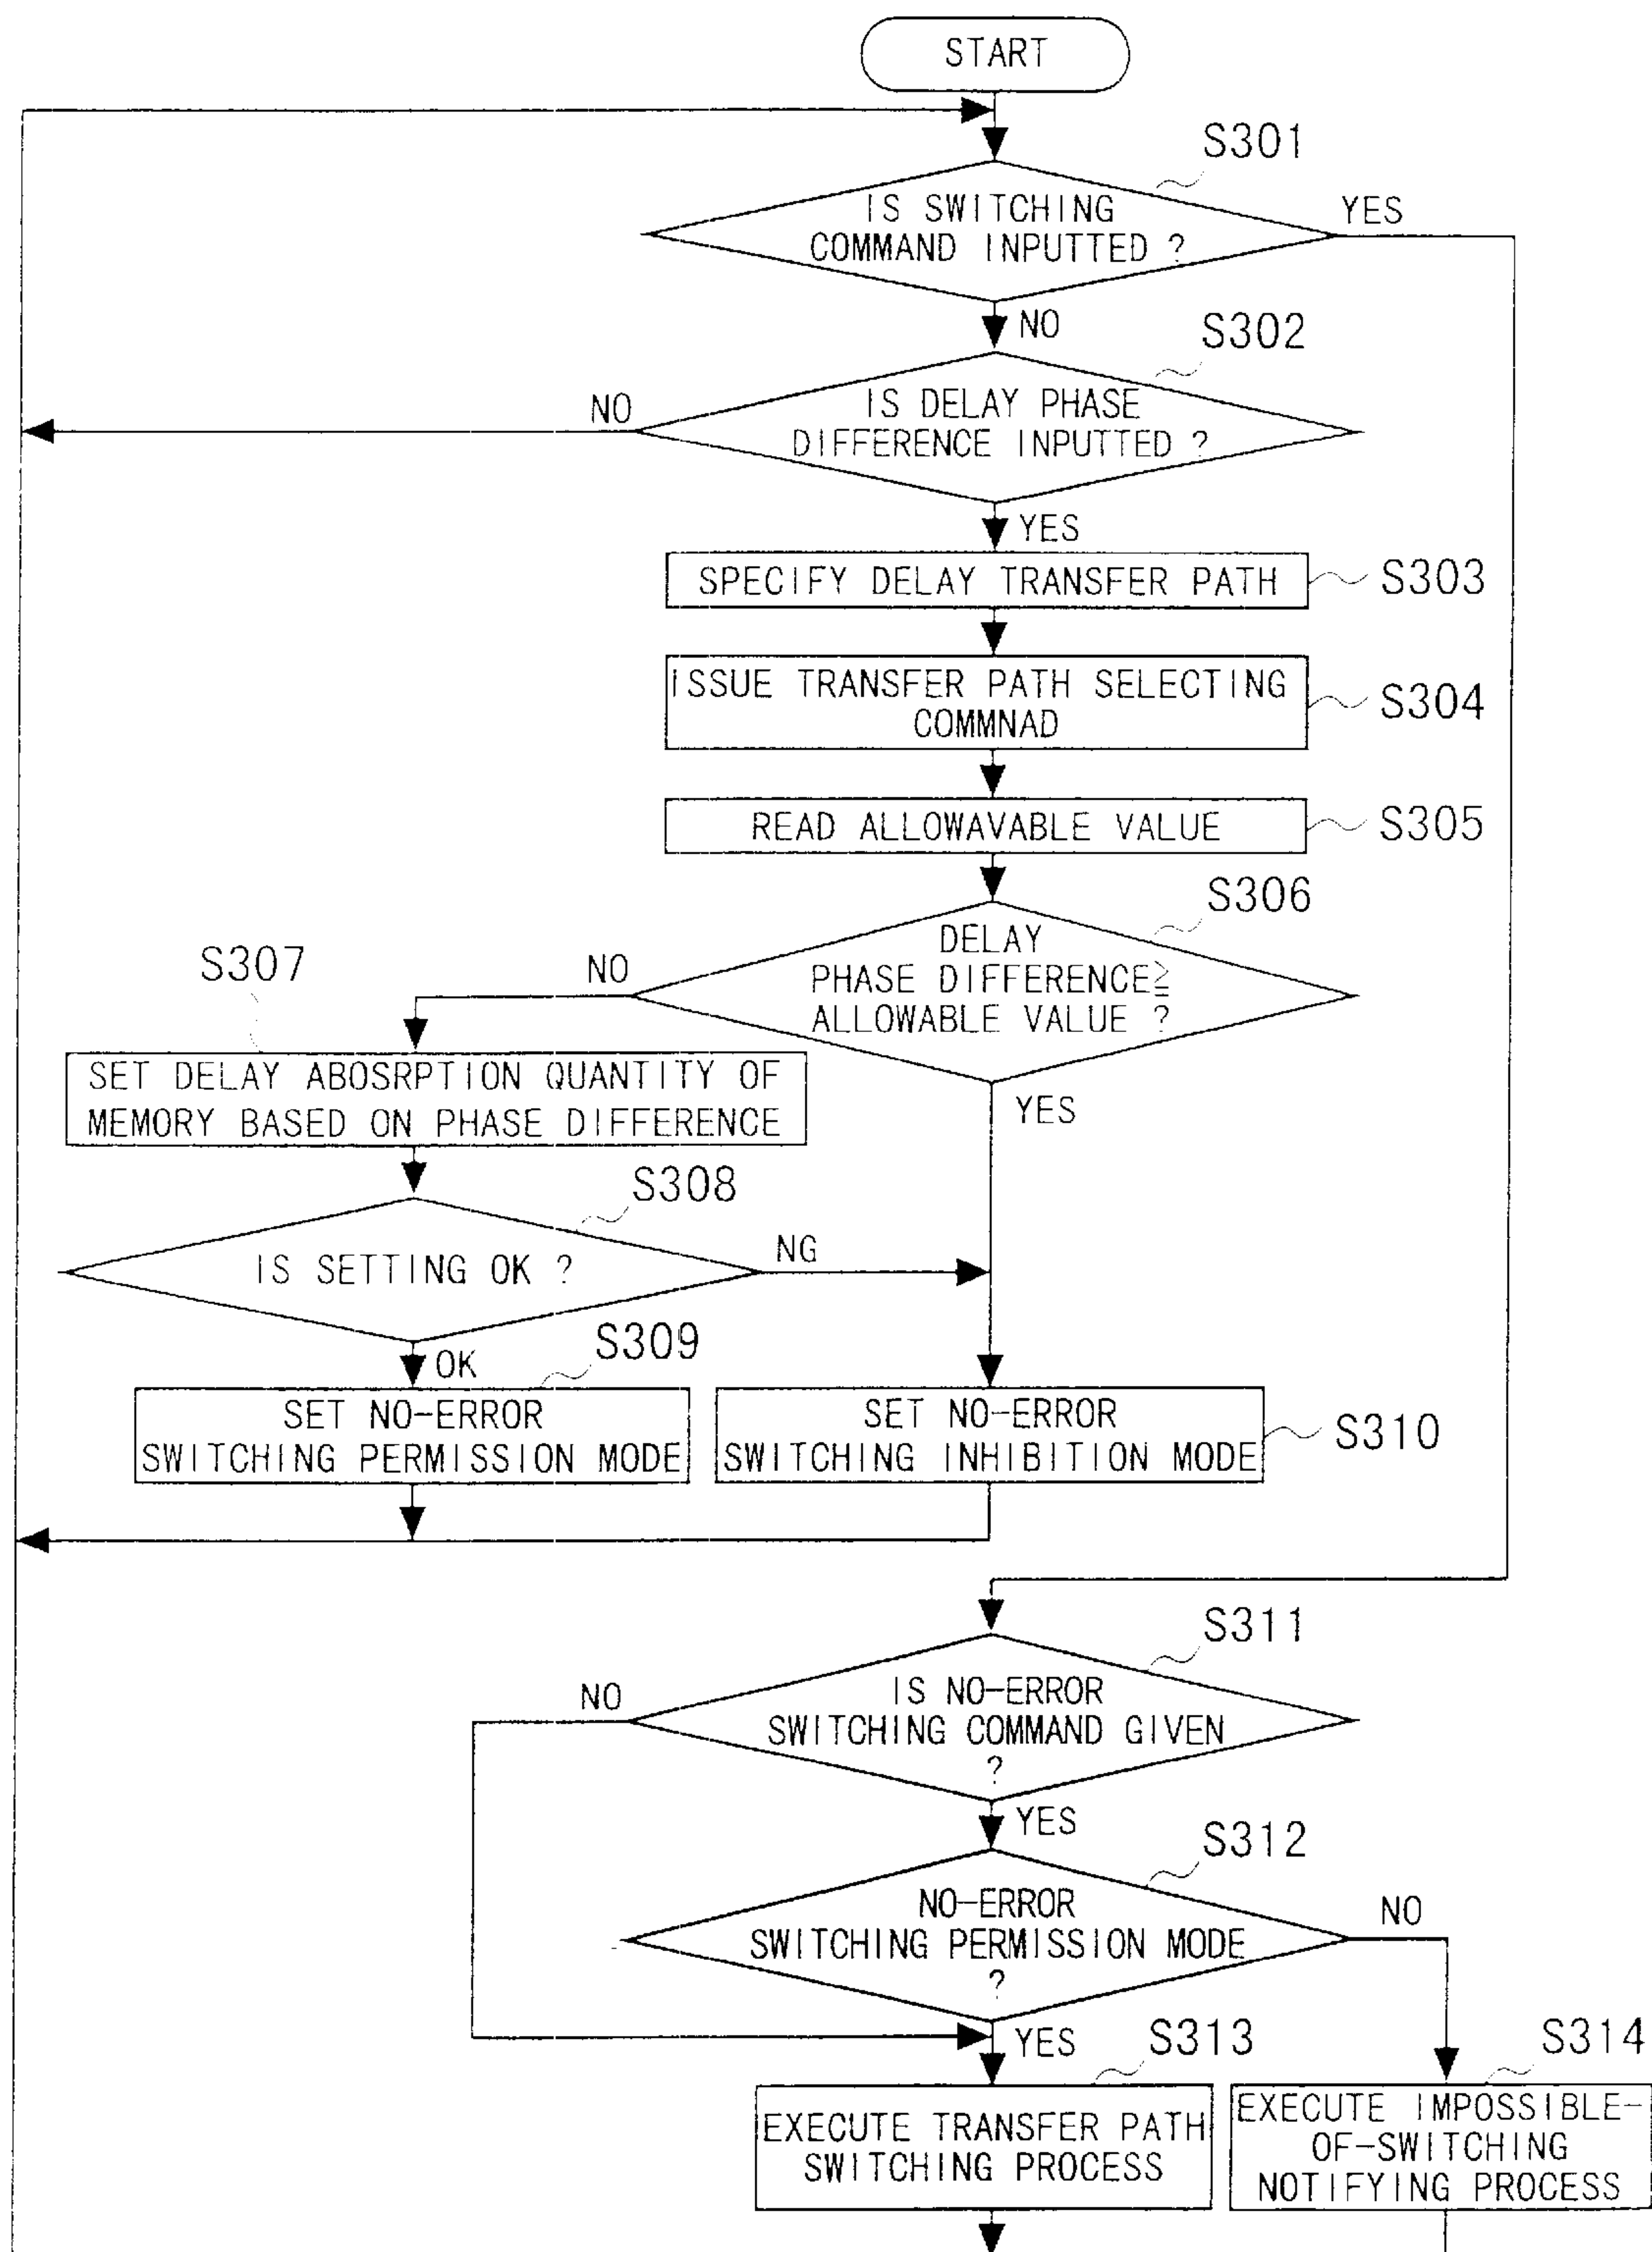 START
S301
IS SWITCHING
COMMAND INPUTTED ?
YES
NO
S302
IS DELAY PHASE
DIFFERENCE INPUTTED ?
NO
YES
SPECIFY DELAY TRANSFER PATH
S303
ISSUE TRANSFER PATH SELECTING
COMMNAD
S304
READ ALLOWAVABLE VALUE
S305
S306
DELAY
PHASE DIFFERENCE≧
ALLOWABLE VALUE ?
NO
YES
S307
SET DELAY ABOSRPTION QUANTITY OF
MEMORY BASED ON PHASE DIFFERENCE
S308
IS SETTING OK ?
NG
OK
S309
SET NO-ERROR
SWITCHING PERMISSION MODE
SET NO-ERROR
SWITCHING INHIBITION MODE
S310
S311
IS NO-ERROR
SWITCHING COMMAND GIVEN
?
NO
YES
S312
NO-ERROR
SWITCHING PERMISSION MODE
?
NO
YES
S313
EXECUTE TRANSFER PATH
SWITCHING PROCESS
S314
EXECUTE IMPOSSIBLE-
OF-SWITCHING
NOTIFYING PROCESS